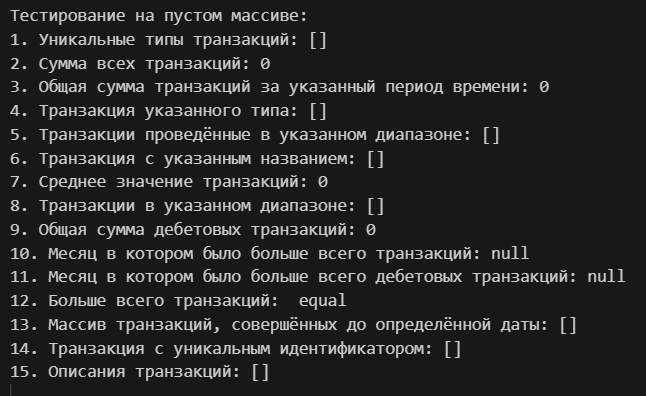 Тестирование на пустом массиве:
1. Уникальные типы транзакций: []
2. Сумма всех транзакций: 0
3. Общая сумма транзакций за указанный период времени: 0
4. Транзакция указанного типа: []
5. Транзакции проведённые в указанном диапазоне: []
6. Транзакция с указанным названием: []
7. Среднее значение транзакций: 0
8. Транзакции в указанном диапазоне: []
9. Общая сумма дебетовых транзакций: 0
10. Месяц в котором было больше всего транзакций: null
11. Месяц в котором было больше всего дебетовых транзакций: null
12. Больше всего транзакций:  equal
13. Массив транзакций, совершённых до определённой даты: []
14. Транзакция с уникальным идентификатором: []
15. Описания транзакций: []